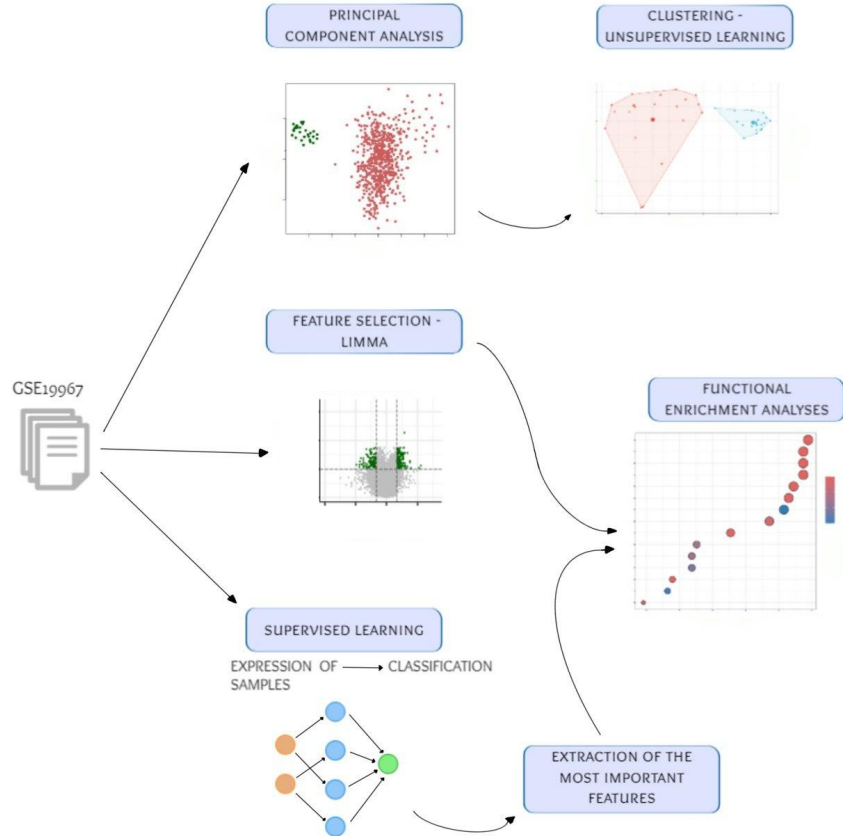 PRINCIPAL
COMPONENT ANALYSIS
CLUSTERING -
UNSUPERVISED LEARNING
FEATURE SELECTION -
LIMMA
GSE19967
FUNCTIONAL
ENRICHMENT ANALYSES
SUPERVISED LEARNING
EXPRESSION OF
SAMPLES
CLASSIFICATION
EXTRACTION OF THE
MOST IMPORTANT
FEATURES